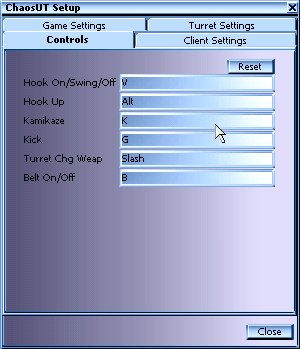 ChaosUT Setup
Game Settings Turret Settings
Controls Client Settings
Reset
Hook On/Swing/Off V
Hook Up Alt
Kamikaze K
Kick G
Turret Chg Weap Slash
Belt On/Off B
Close